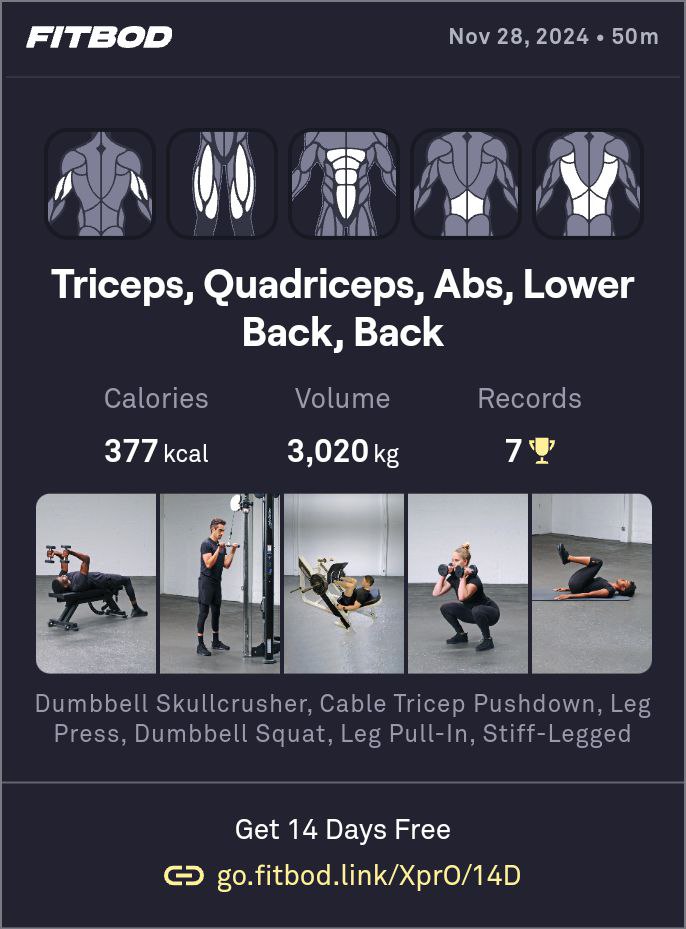 FITBOD
Nov 28, 2024 • 50m
Triceps, Quadriceps, Abs, Lower
Back, Back
Calories
Volume
Records
377 kcal
3,020 kg
7
Dumbbell Skullcrusher, Cable Tricep Pushdown, Leg
Press, Dumbbell Squat, Leg Pull-In, Stiff-Legged
Get 14 Days Free
go.fitbod.link/XprO/14D